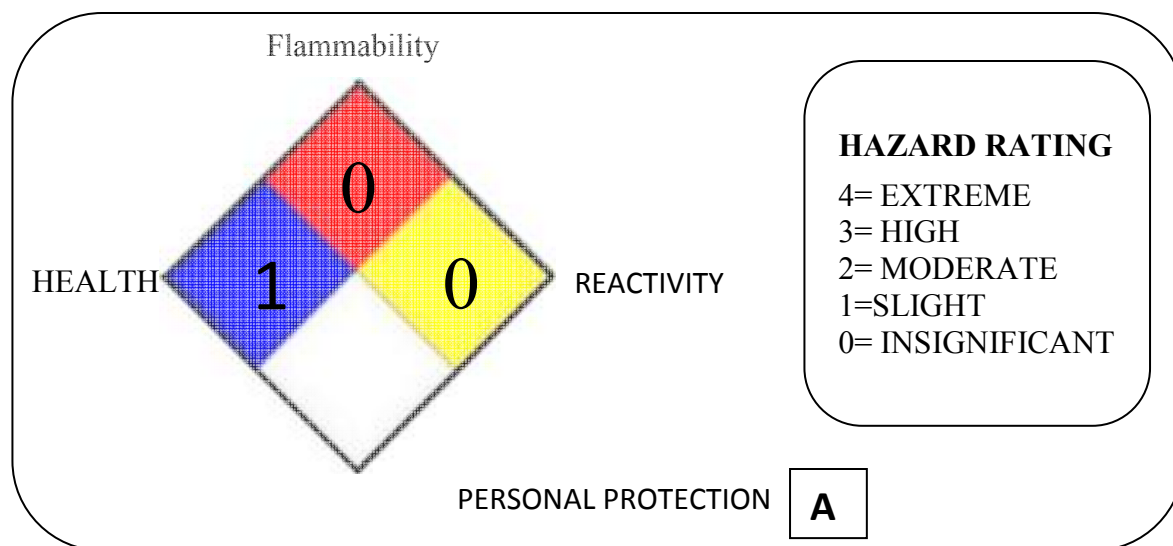 Flammability
0
HEALTH
1
0
REACTIVITY
PERSONAL PROTECTION A
HAZARD RATING
4= EXTREME
3= HIGH
2= MODERATE
1=SLIGHT
0= INSIGNIFICANT